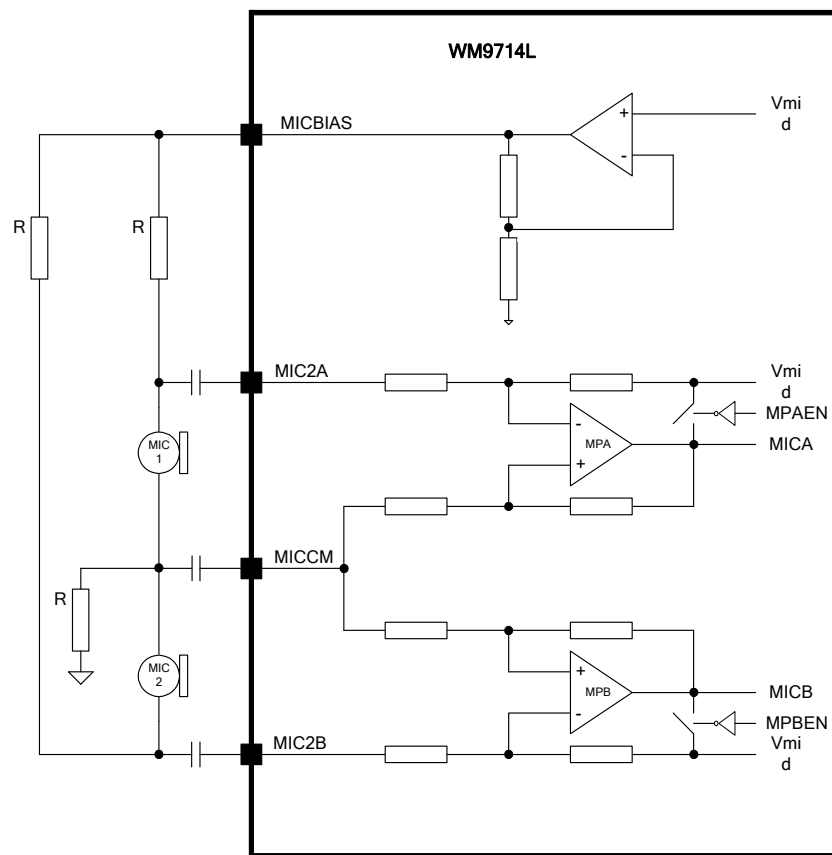 WM9714L
MICBIAS
+
-
Vmi
d
R
R
MIC2A
Vmi
d
MPAEN
-
MPA
+
MICA
MIC
1
MICCM
R
MIC
2
+
MPB
-
MICB
MPBEN
MIC2B
Vmi
d